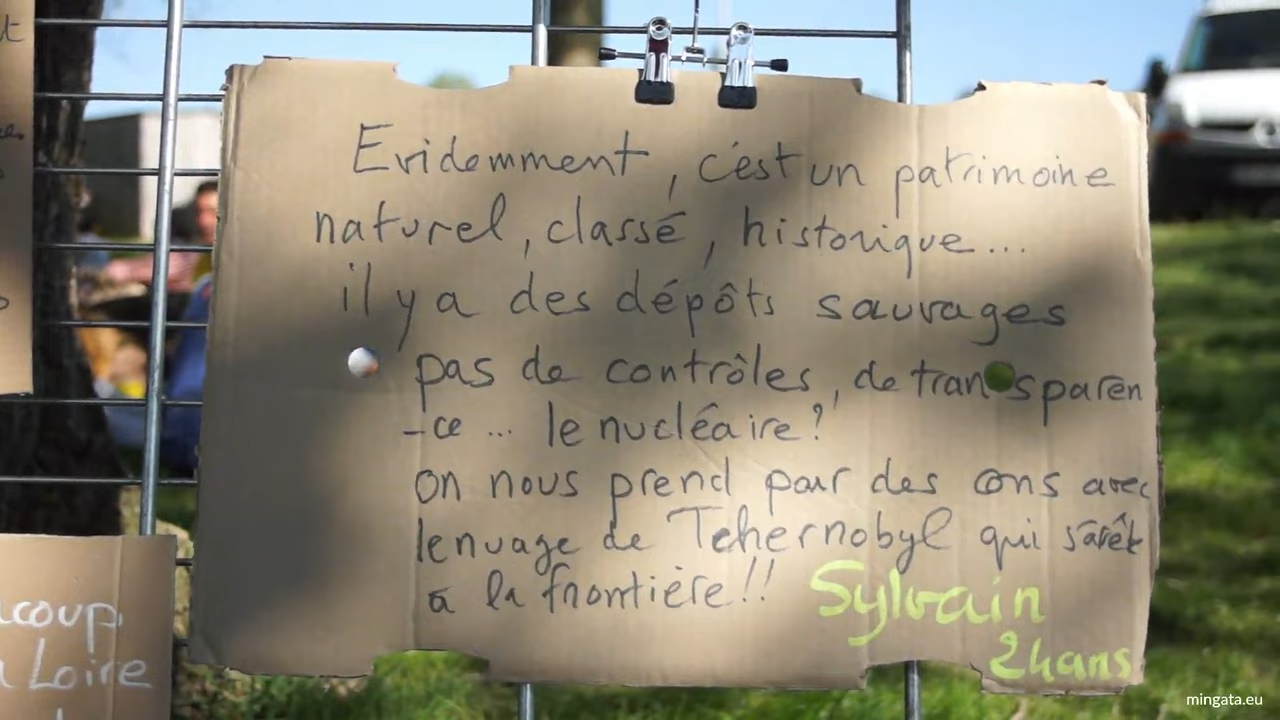 Evidemment, c'est un patrimoine
naturel, classé, historique...
il y a des dépôts sauvages
pas de contrôles, de transparen
-ce ... le nucléaire?
on nous prend pour des cons avec
le nuage de Tchernobyl qui s'arête
à la frontière!!
Sylvain
24ans
coup
Loire
mingata.eu